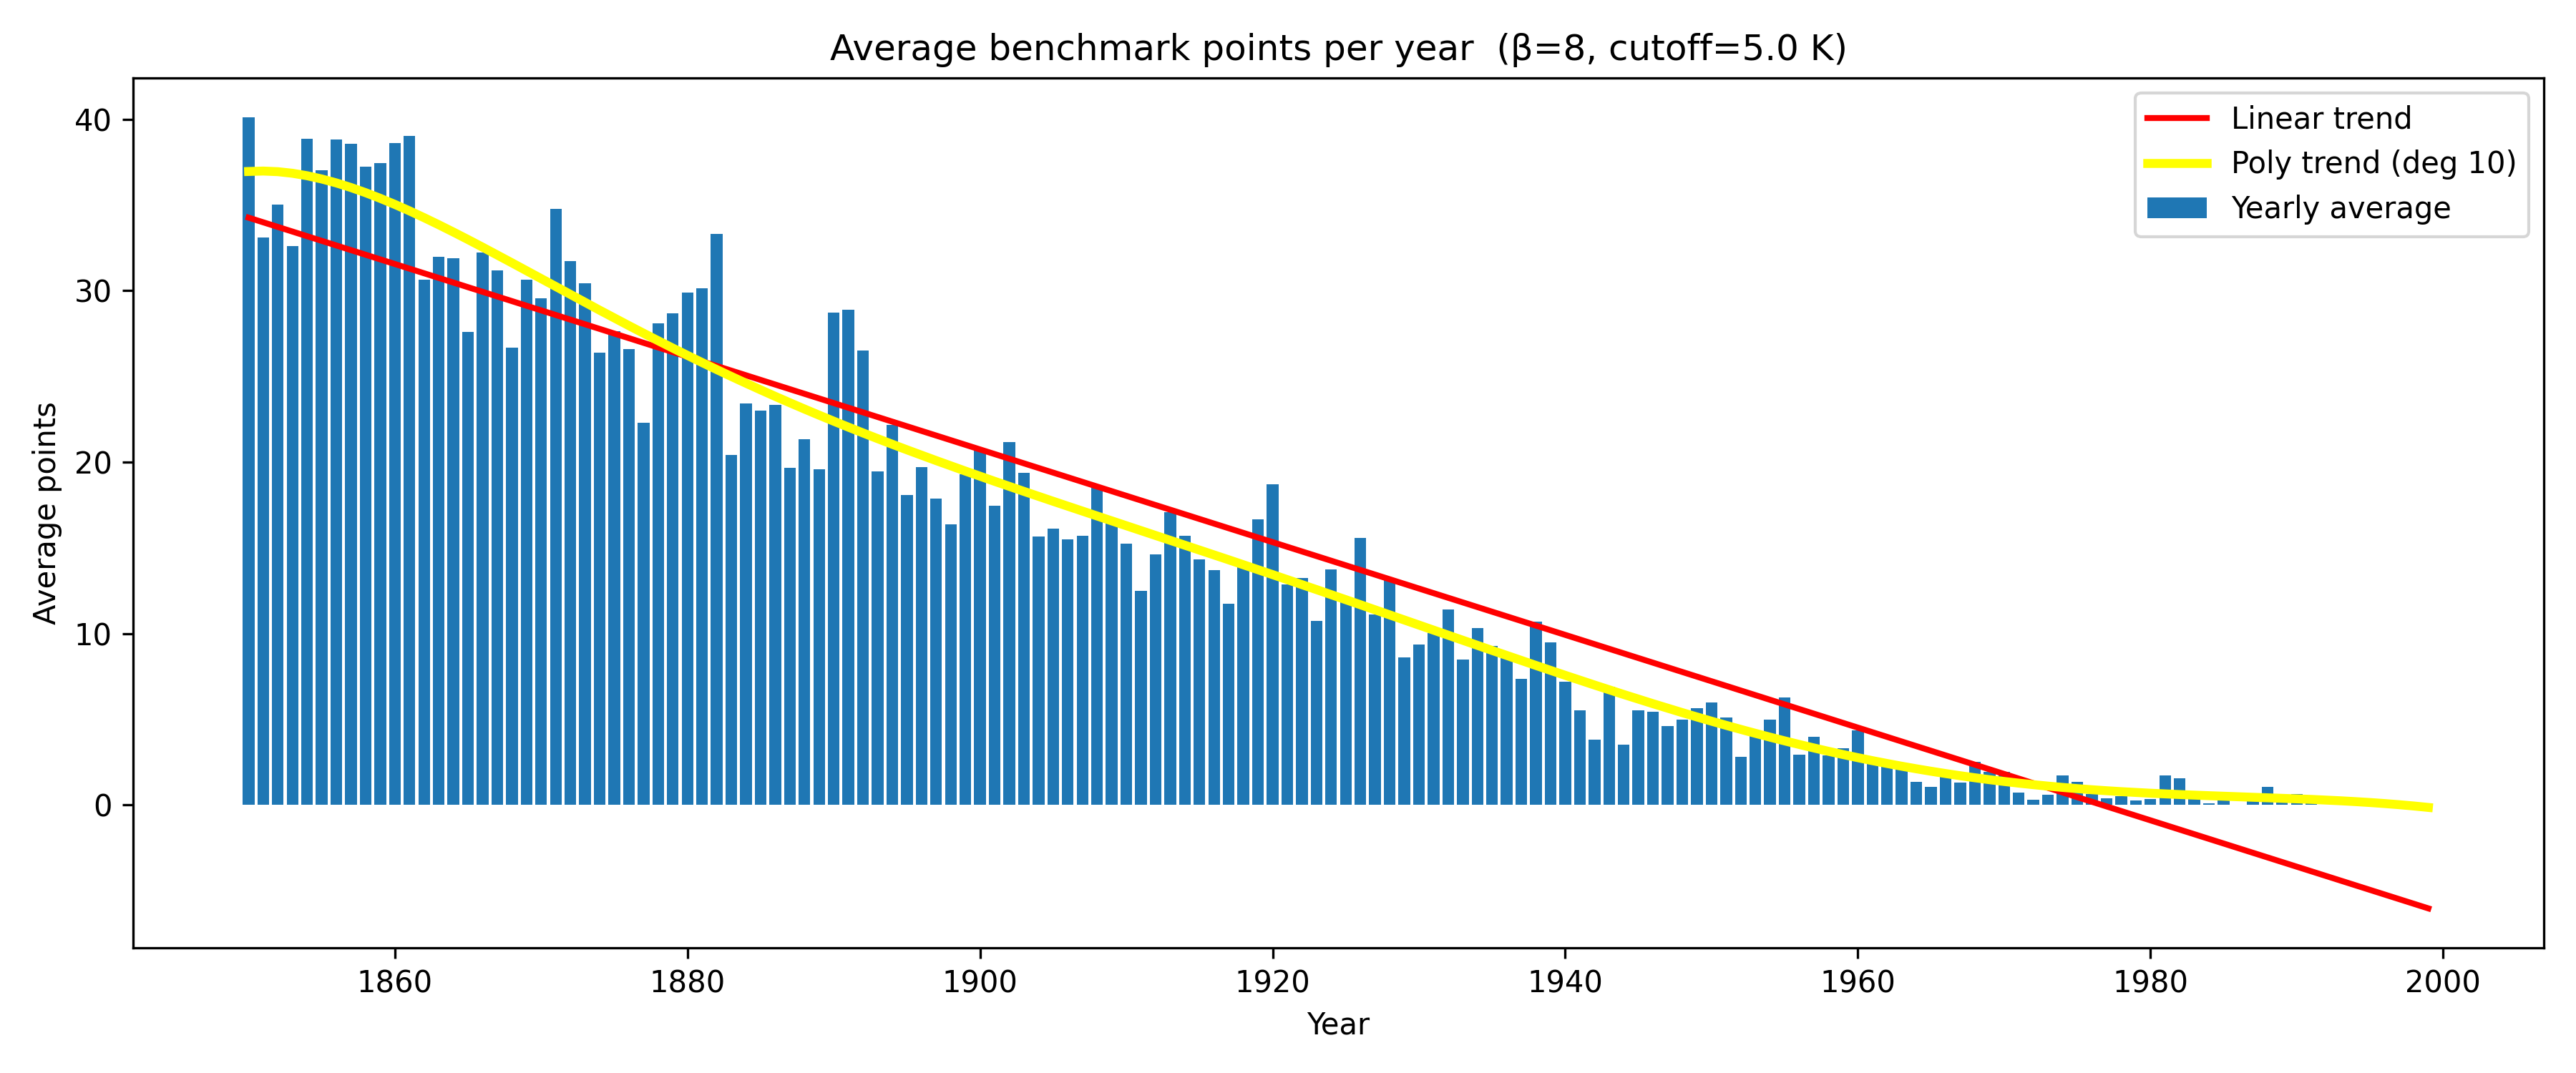 Average benchmark points per year  (β=8, cutoff=5.0 K)
Linear trend
Poly trend (deg 10)
Yearly average
Average points
40
30
20
10
0
1860
1880
1900
1920
1940
1960
1980
2000
Year